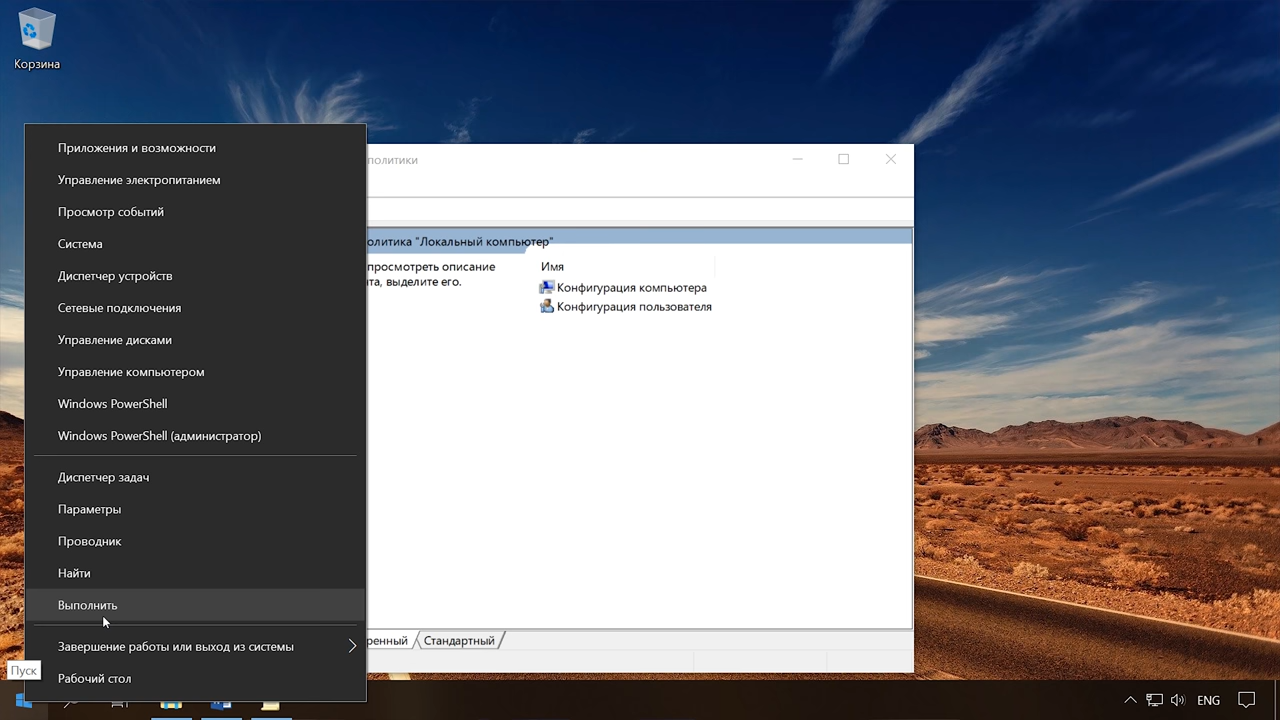 Корзина
Приложения и возможности
Управление электропитанием
Просмотр событий
Система
Диспетчер устройств
Сетевые подключения
Управление дисками
Управление компьютером
Windows PowerShell
Windows PowerShell (администратор)
Диспетчер задач
Параметры
Проводник
Найти
Выполнить
Завершение работы или выход из системы
Рабочий стол
Пуск
политики
олитика "Локальный компьютер"
просмотреть описание
та, выделите его.
Имя
Конфигурация компьютера
Конфигурация пользователя
ренный
Стандартный
ENG